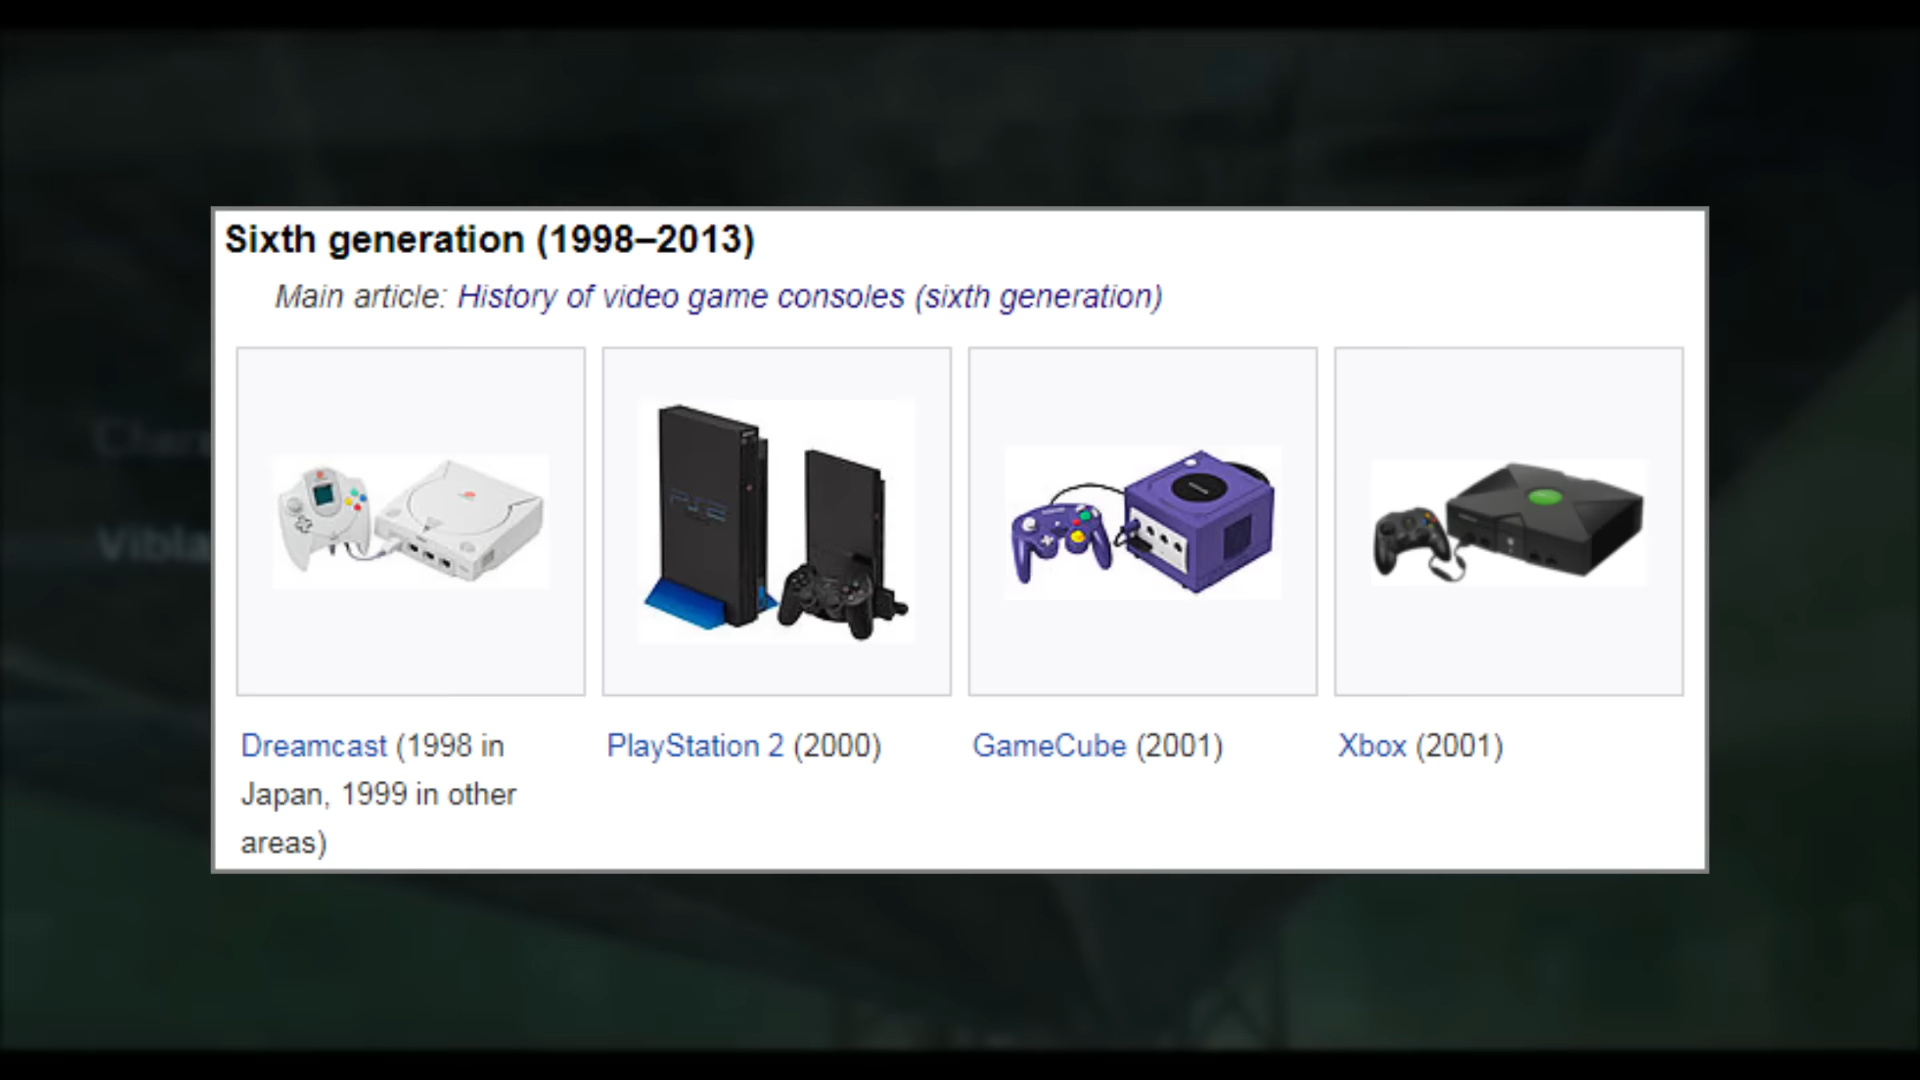 Sixth generation (1998–2013)
Main article: History of video game consoles (sixth generation)
PS2
Dreamcast (1998 in
Japan, 1999 in other
areas)
PlayStation 2 (2000)
GameCube (2001)
Xbox (2001)